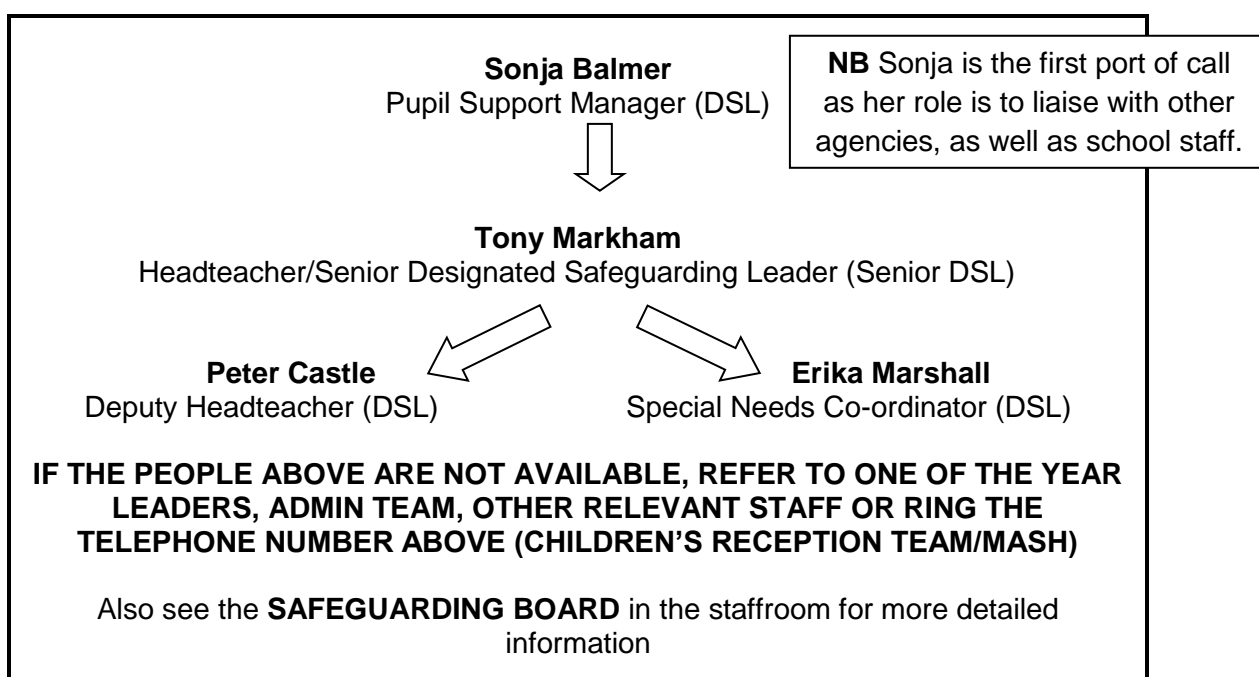 Sonja Balmer
Pupil Support Manager (DSL)
NB Sonja is the first port of call
as her role is to liaise with other
agencies, as well as school staff.
Tony Markham
Headteacher/Senior Designated Safeguarding Leader (Senior DSL)
Peter Castle
Deputy Headteacher (DSL)
Erika Marshall
Special Needs Co-ordinator (DSL)
IF THE PEOPLE ABOVE ARE NOT AVAILABLE, REFER TO ONE OF THE YEAR
LEADERS, ADMIN TEAM, OTHER RELEVANT STAFF OR RING THE
TELEPHONE NUMBER ABOVE (CHILDREN'S RECEPTION TEAM/MASH)
Also see the SAFEGUARDING BOARD in the staffroom for more detailed
information